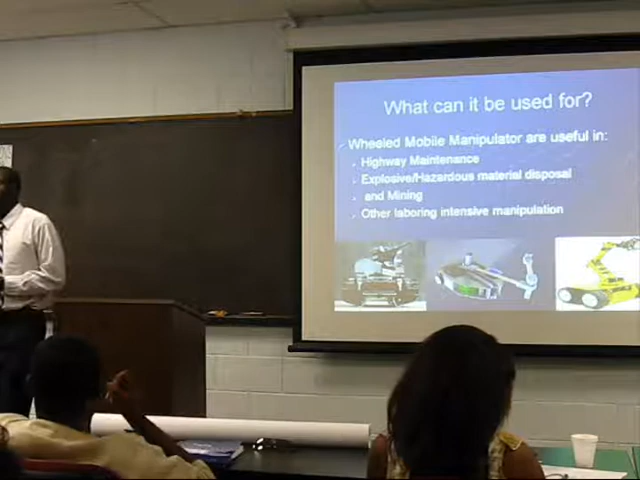 What can it be used for?
Wheeled Mobile Manipulator are useful in:
Highway Maintenance
Explosive/Hazardous material disposal
and Mining
Other laboring intensive manipulation